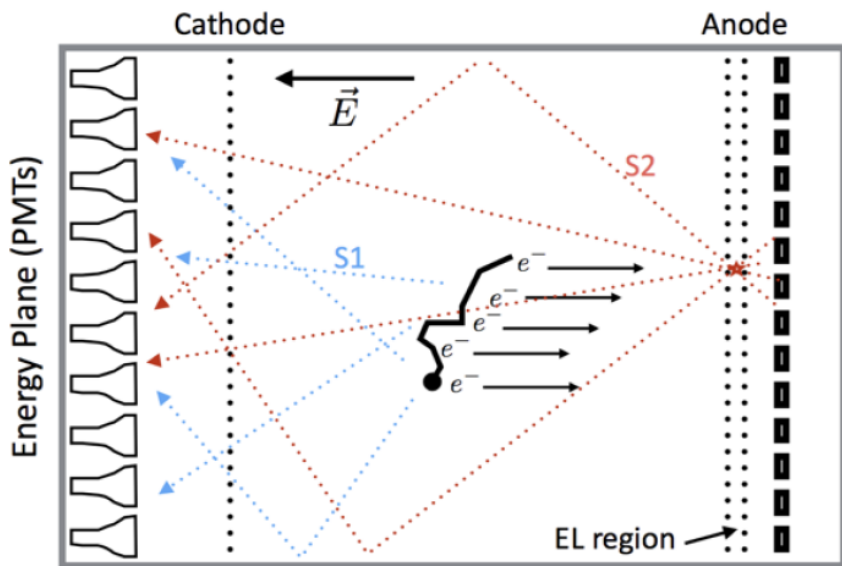 Cathode
Anode
E
S2
S1
e-
e-
e-
e-
e-
Energy Plane (PMTs)
EL region